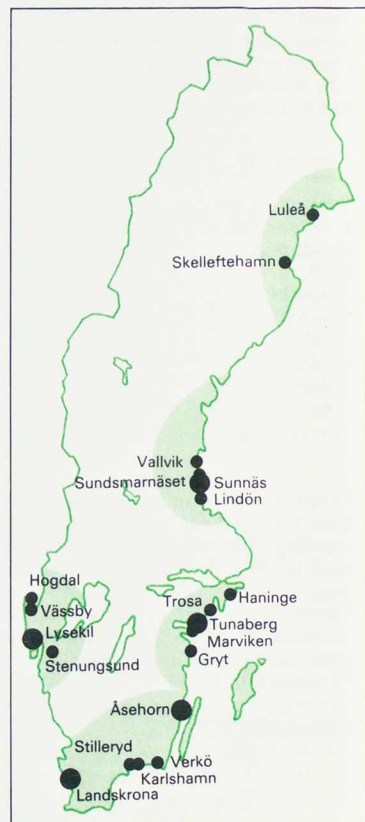 Luleå
Skelleftehamn
Vallvik
Sundsmarnäset
Sunnäs
Lindön
Hogdal
Vässby
Lysekil
Stenungsund
Trosa
Haninge
Tunaberg
Marviken
Gryt
Åsehorn
Stilleryd
Verkö
Karlshamn
Landskrona